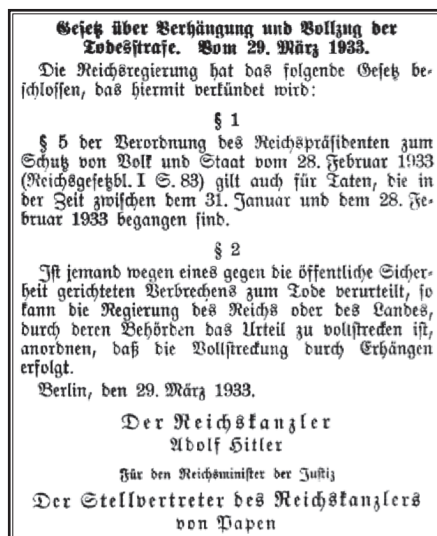 Gesetz über Verhängung und Vollzug der
Todesstrafe. Vom 29. März 1933.
Die Reichsregierung hat das folgende Gesetz be-
schlossen, das hiermit verkündet wird:
§ 1
§ 5 der Verordnung des Reichspräsidenten zum
Schutz von Volk und Staat vom 28. Februar 1933
(Reichsgesetzbl. I S. 83) gilt auch für Taten, die in
der Zeit zwischen dem 31. Januar und dem 28. Fe-
bruar 1933 begangen sind.
§ 2
Ist jemand wegen eines gegen die öffentliche Sicher-
heit gerichteten Verbrechens zum Tode verurteilt, so
kann die Regierung des Reichs oder des Landes,
durch deren Behörden das Urteil zu vollstrecken ist,
anordnen, daß die Vollstreckung durch Erhängen
erfolgt.
Berlin, den 29. März 1933.
Der Reichskanzler
Adolf Hitler
Für den Reichsminister der Justiz
Der Stellvertreter des Reichskanzlers
von Papen